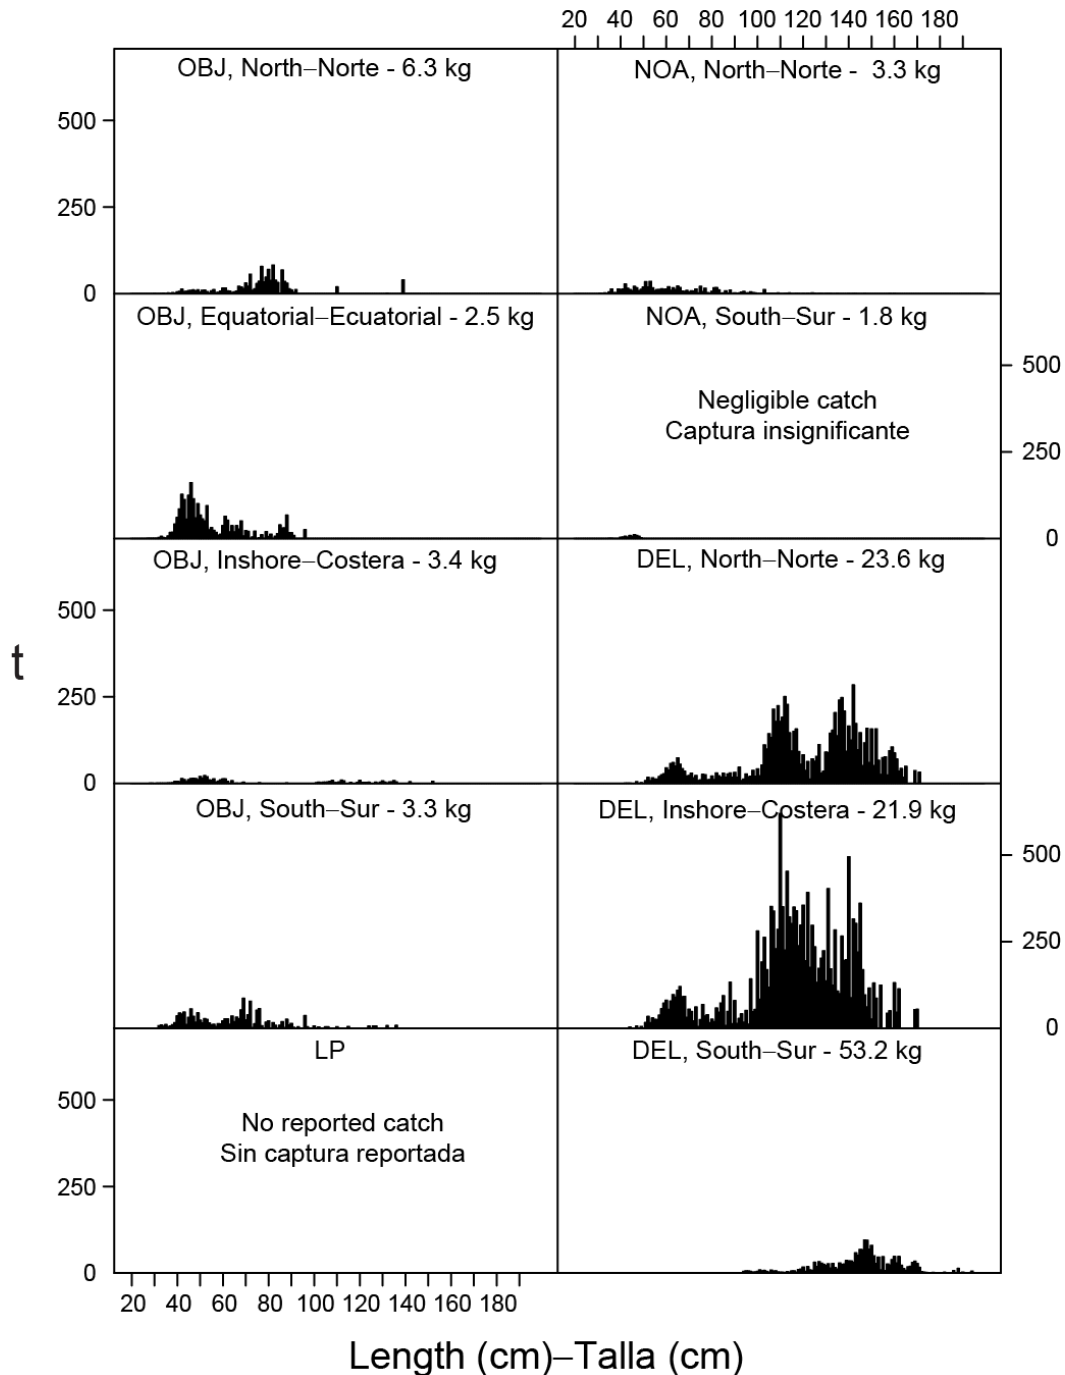 20 40 60 80 100 120 140 160 180
OBJ, North–Norte - 6.3 kg
NOA, North–Norte - 3.3 kg
500
250
0
OBJ, Equatorial–Ecuatorial - 2.5 kg
NOA, South–Sur - 1.8 kg
Negligible catch
Captura insignificante
500
250
0
OBJ, Inshore–Costera - 3.4 kg
DEL, North–Norte - 23.6 kg
500
250
0
t
OBJ, South–Sur - 3.3 kg
DEL, Inshore–Costera - 21.9 kg
500
250
0
LP
DEL, South–Sur - 53.2 kg
No reported catch
Sin captura reportada
500
250
0
20 40 60 80 100 120 140 160 180
Length (cm)–Talla (cm)